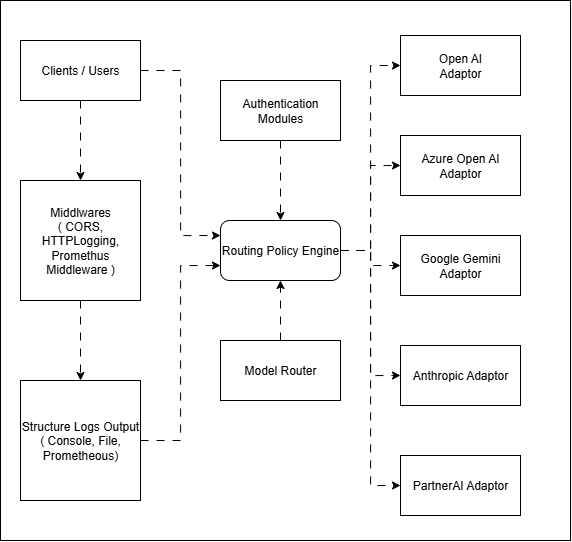 Clients / Users
Middlwares
( CORS,
HTTPLogging,
Promethus
Middleware )
Structure Logs Output
( Console, File,
Prometheous)
Authentication
Modules
Routing Policy Engine
Model Router
Open AI
Adaptor
Azure Open AI
Adaptor
Google Gemini
Adaptor
Anthropic Adaptor
PartnerAI Adaptor